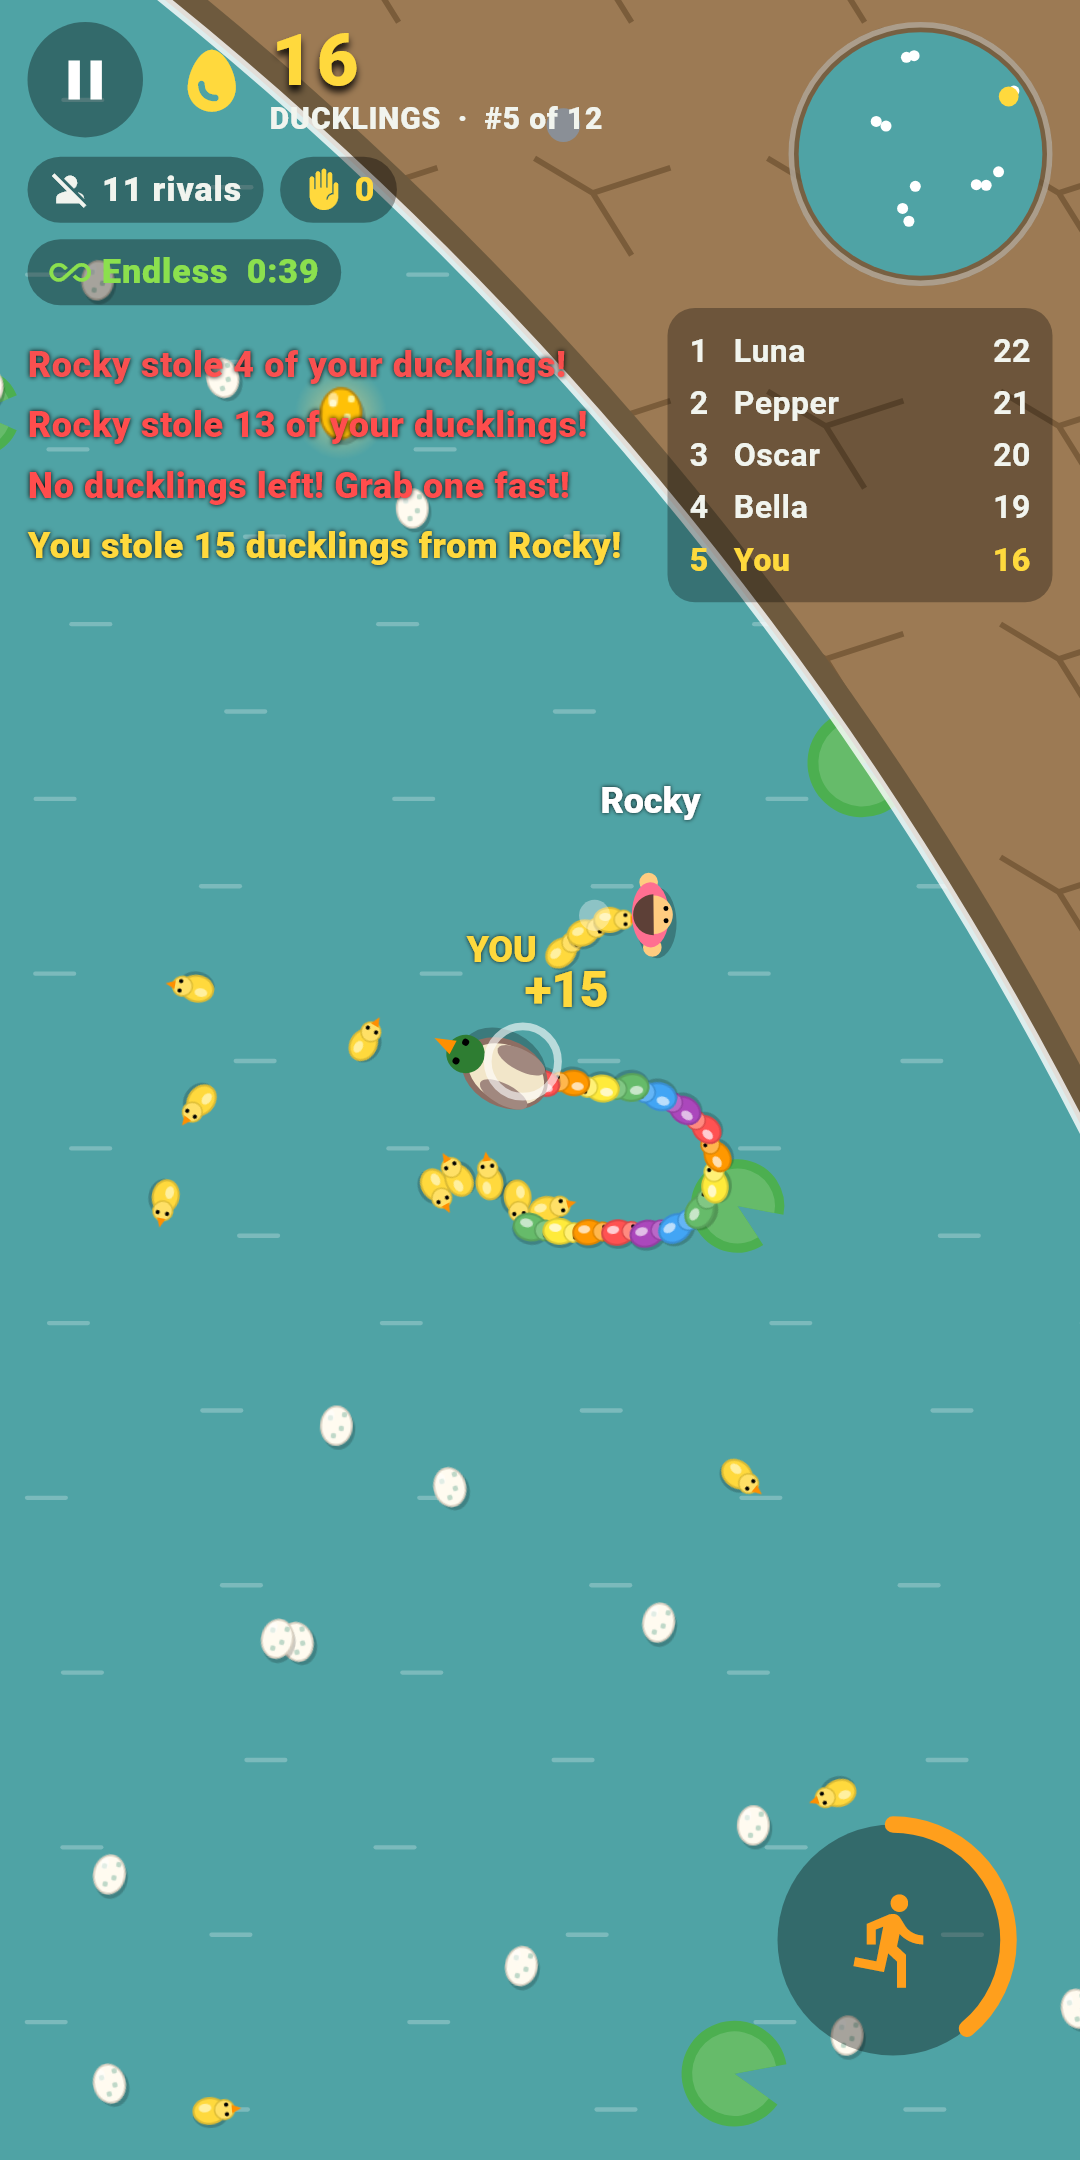 16
DUCKLINGS · #5 of 12
11 rivals
0
Endless 0:39
Rocky stole 4 of your ducklings!
Rocky stole 13 of your ducklings!
No ducklings left! Grab one fast!
You stole 15 ducklings from Rocky!
1 Luna 22
2 Pepper 21
3 Oscar 20
4 Bella 19
5 You 16
Rocky
YOU
+15